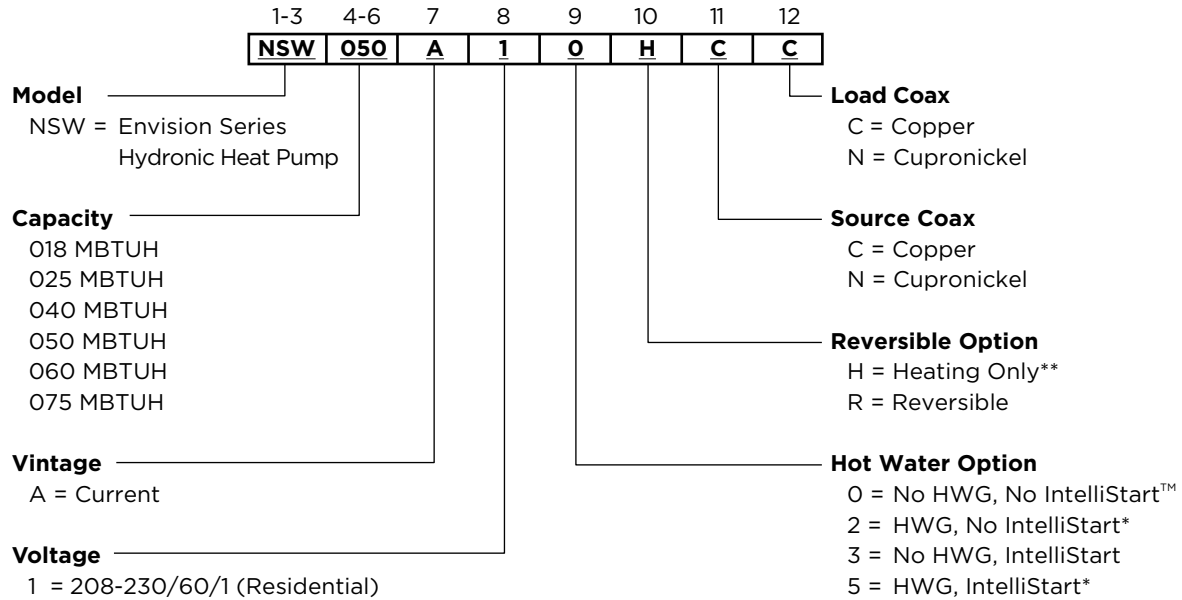 1-3 4-6 7 8 9 10 11 12
NSW 050 A 1 0 H C C
Model
NSW = Envision Series
Hydronic Heat Pump
Capacity
018 MBTUH
025 MBTUH
040 MBTUH
050 MBTUH
060 MBTUH
075 MBTUH
Vintage
A = Current
Voltage
1 = 208-230/60/1 (Residential)
Load Coax
C = Copper
N = Cupronickel
Source Coax
C = Copper
N = Cupronickel
Reversible Option
H = Heating Only**
R = Reversible
Hot Water Option
0 = No HWG, No IntelliStart™
2 = HWG, No IntelliStart*
3 = No HWG, IntelliStart
5 = HWG, IntelliStart*